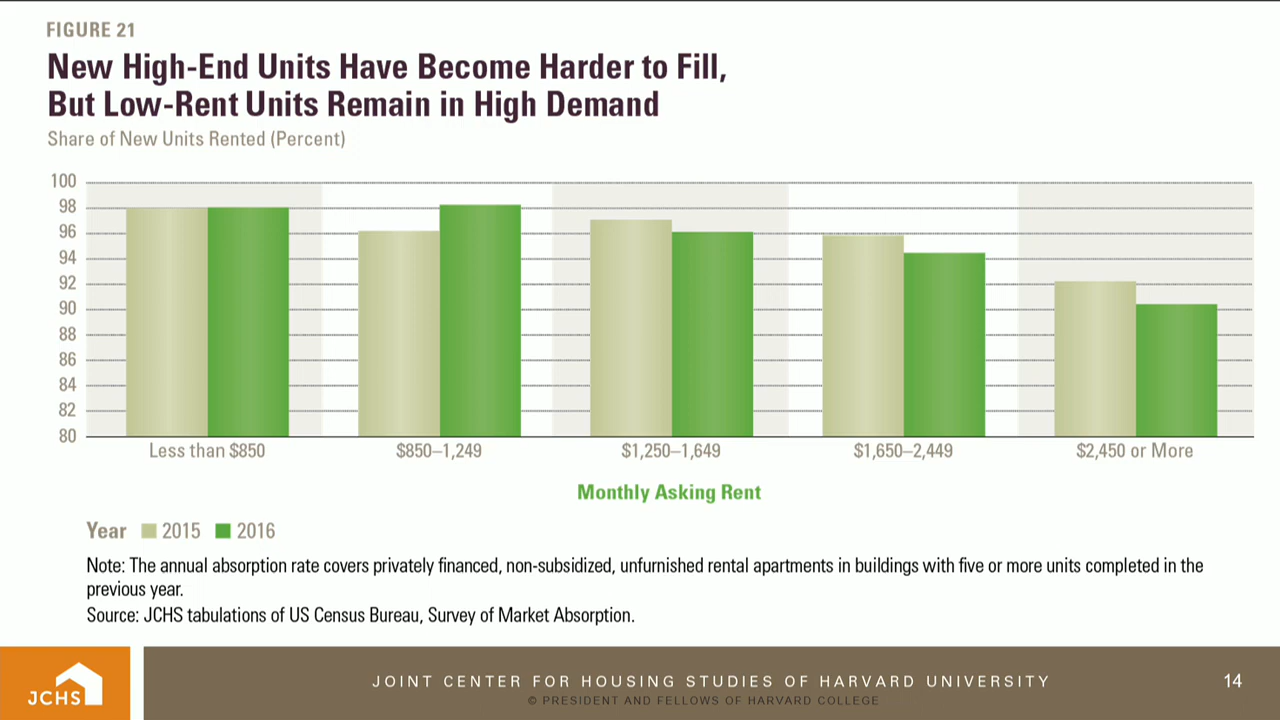 FIGURE 21
New High-End Units Have Become Harder to Fill,
But Low-Rent Units Remain in High Demand
Share of New Units Rented (Percent)
100
98
96
94
92
90
88
86
84
82
80
Less than $850
$850–1,249
$1,250–1,649
$1,650–2,449
$2,450 or More
Monthly Asking Rent
Year 2015 2016
Note: The annual absorption rate covers privately financed, non-subsidized, unfurnished rental apartments in buildings with five or more units completed in the
previous year.
Source: JCHS tabulations of US Census Bureau, Survey of Market Absorption.
JCHS
JOINT CENTER FOR HOUSING STUDIES OF HARVARD UNIVERSITY
© PRESIDENT AND FELLOWS OF HARVARD COLLEGE
14